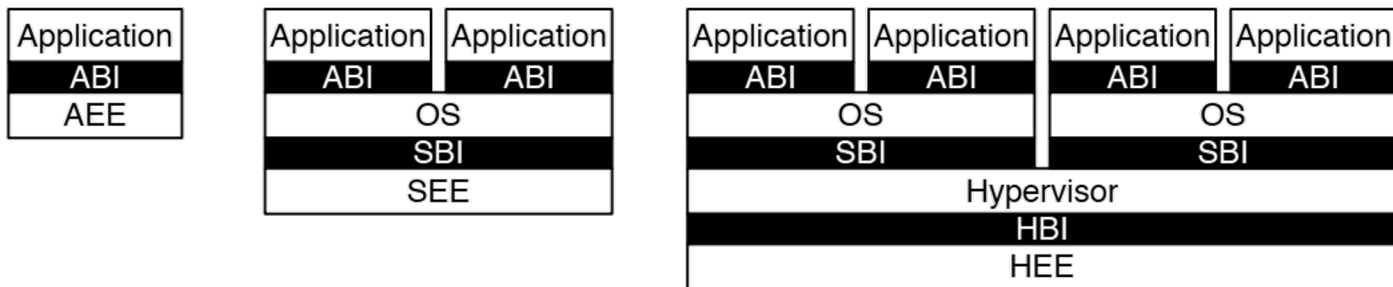 Application
ABI
AEE
Application Application
ABI ABI
OS
SBI
SEE
Application Application Application Application
ABI ABI ABI ABI
OS OS
SBI SBI
Hypervisor
HBI
HEE